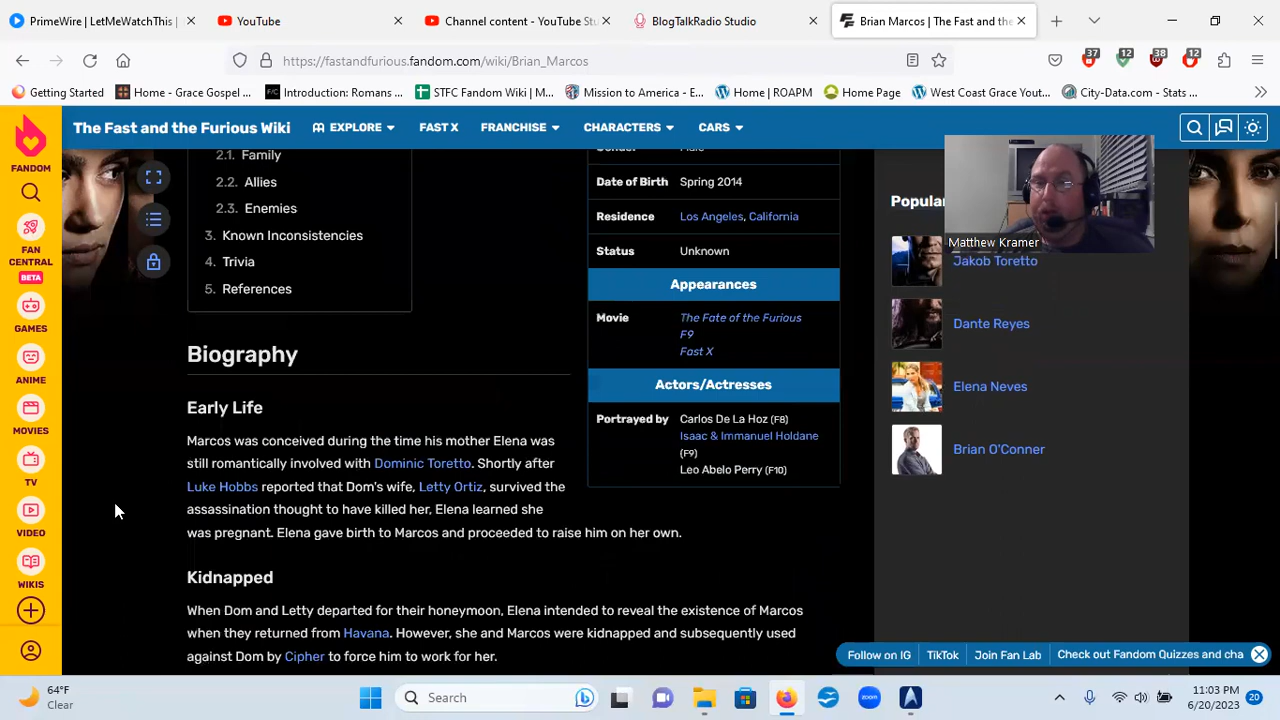 PrimeWire | LetMeWatchThis |
YouTube
Channel content - YouTube Stu
BlogTalkRadio Studio
Brian Marcos | The Fast and the
https://fastandfurious.fandom.com/wiki/Brian_Marcos
37
12
38
12
Getting Started
Home - Grace Gospel ...
Introduction: Romans ...
STFC Fandom Wiki | M...
Mission to America - E...
Home | ROAPM
Home Page
West Coast Grace Yout...
City-Data.com - Stats ...
The Fast and the Furious Wiki
EXPLORE
FAST X
FRANCHISE
CHARACTERS
CARS
FANDOM
FAN
CENTRAL
BETA
GAMES
ANIME
MOVIES
TV
VIDEO
WIKIS
2.1. Family
2.2. Allies
2.3. Enemies
3. Known Inconsistencies
4. Trivia
5. References
Biography
Early Life
Marcos was conceived during the time his mother Elena was
still romantically involved with Dominic Toretto. Shortly after
Luke Hobbs reported that Dom's wife, Letty Ortiz, survived the
assassination thought to have killed her, Elena learned she
was pregnant. Elena gave birth to Marcos and proceeded to raise him on her own.
Kidnapped
When Dom and Letty departed for their honeymoon, Elena intended to reveal the existence of Marcos
when they returned from Havana. However, she and Marcos were kidnapped and subsequently used
against Dom by Cipher to force him to work for her.
Date of Birth Spring 2014
Residence Los Angeles, California
Status Unknown
Appearances
Movie The Fate of the Furious
F9
Fast X
Actors/Actresses
Portrayed by Carlos De La Hoz (F8)
Isaac & Immanuel Holdane
(F9)
Leo Abelo Perry (F10)
Popular
Matthew Kramer
Jakob Toretto
Dante Reyes
Elena Neves
Brian O'Conner
Follow on IG
TikTok
Join Fan Lab
Check out Fandom Quizzes and cha
64°F
Clear
Search
zoom
11:03 PM
6/20/2023
20